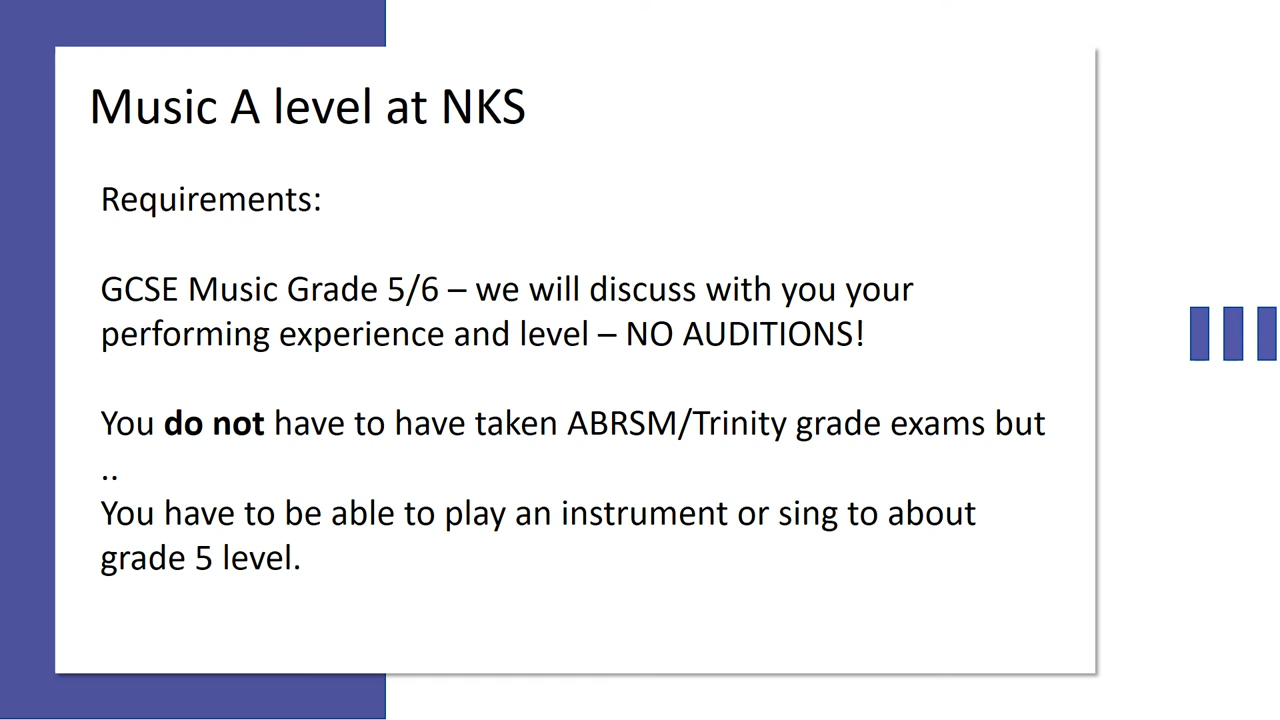 Music A level at NKS
Requirements:
GCSE Music Grade 5/6 – we will discuss with you your
performing experience and level – NO AUDITIONS!
You do not have to have taken ABRSM/Trinity grade exams but
..
You have to be able to play an instrument or sing to about
grade 5 level.